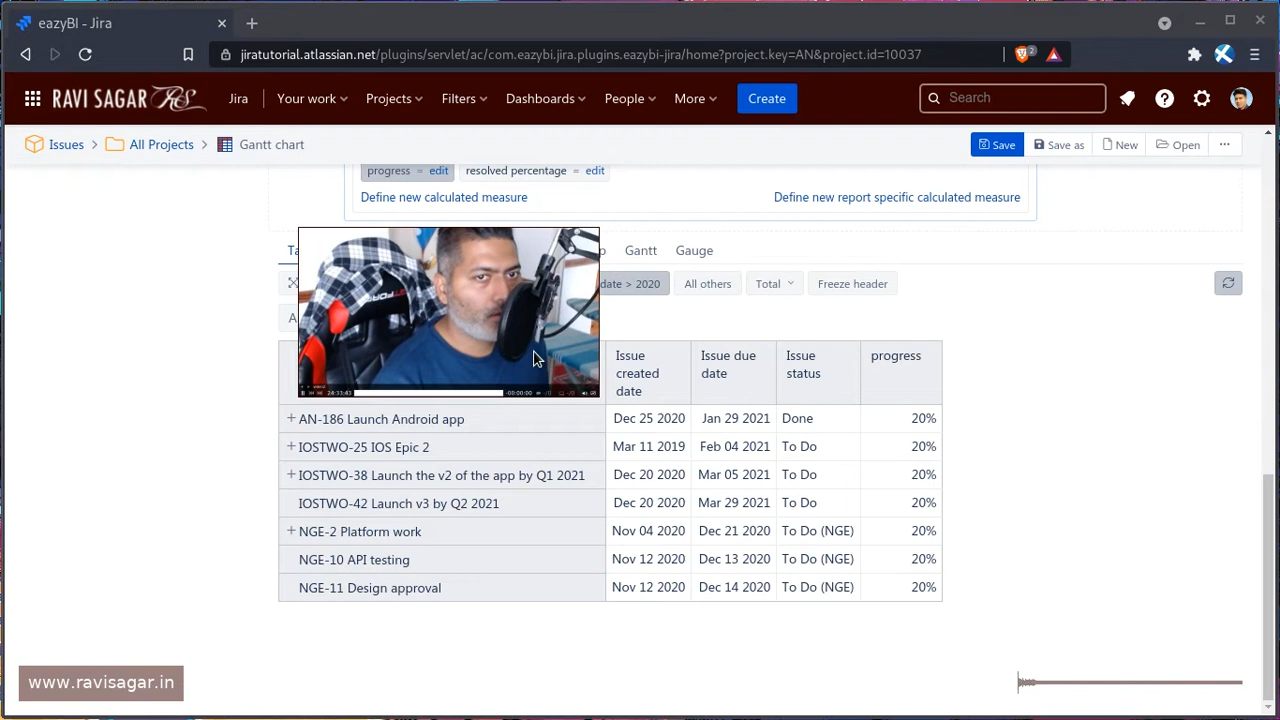 eazyBI - Jira
jiratutorial.atlassian.net/plugins/servlet/ac/com.eazybi.jira.plugins.eazybi-jira/home?project.key=AN&project.id=10037
2
RAVI SAGAR RS
Jira
Your work
Projects
Filters
Dashboards
People
More
Create
Search
Issues
All Projects
Gantt chart
Save
Save as
New
Open
progress = edit
resolved percentage = edit
Define new calculated measure
Define new report specific calculated measure
Ta
p
Gantt
Gauge
date > 2020
All others
Total
Freeze header
A
Issue created date
Issue due date
Issue status
progress
AN-186 Launch Android app Dec 25 2020 Jan 29 2021 Done 20%
IOSTWO-25 IOS Epic 2 Mar 11 2019 Feb 04 2021 To Do 20%
IOSTWO-38 Launch the v2 of the app by Q1 2021 Dec 20 2020 Mar 05 2021 To Do 20%
IOSTWO-42 Launch v3 by Q2 2021 Dec 20 2020 Mar 29 2021 To Do 20%
NGE-2 Platform work Nov 04 2020 Dec 21 2020 To Do (NGE) 20%
NGE-10 API testing Nov 12 2020 Dec 13 2020 To Do (NGE) 20%
NGE-11 Design approval Nov 12 2020 Dec 14 2020 To Do (NGE) 20%
www.ravisagar.in